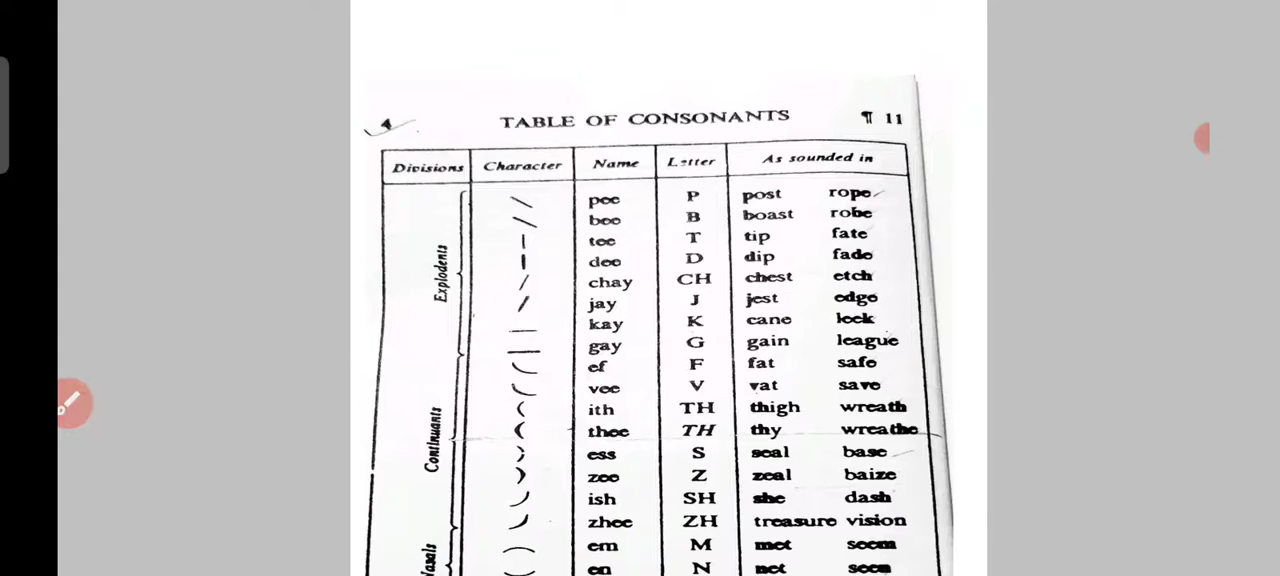 4 TABLE OF CONSONANTS ¶ 11
Divisions Character Name Letter As sounded in
Explodents
pee P post rope
bee B boast robe
tee T tip fate
dee D dip fade
chay CH chest etch
jay J jest edge
kay K cane leek
gay G gain league
Continuants
ef F fat safe
vee V vat save
ith TH thigh wreath
thee TH thy wreathe
ess S seal base
zee Z zeal baize
ish SH she dash
zhee ZH treasure vision
em M met seem
en N net seen